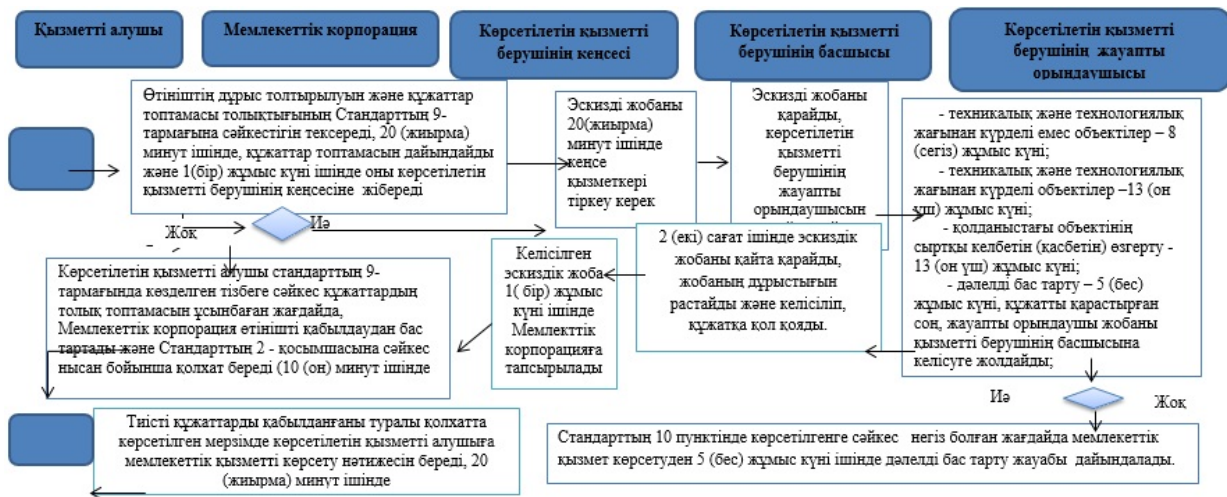 Қызметті алушы
Мемлекеттік корпорация
Көрсетілетін қызметті
берушінің кеңсесі
Көрсетілетін қызметті
берушінің басшысы
Көрсетілетін қызметті
берушінің жауапты
орындаушысы
Өтініштің дұрыс толтырылуын және құжаттар
топтамасы толықтығының Стандарттың 9-
тармағына сәйкестігін тексереді, 20 (жиырма)
минут ішінде, құжаттар топтамасын дайындайды
және 1(бір) жұмыс күні ішінде оны көрсетілетін
қызметті берушінің кеңсесіне жібереді
Эскизді жобаны
20(жиырма)
минут ішінде
кеңсе
қызметкері
тіркеу керек
Эскизді жобаны
қарайды,
көрсетілетін
қызметті
берушінің
жауапты
орындаушысын
- техникалық және технологиялық
жағынан күрделі емес объектілер – 8
(сегіз) жұмыс күні;
- техникалық және технологиялық
жағынан күрделі объектілер –13 (он
үш) жұмыс күні;
- қолданыстағы объектінің
сыртқы келбетін (қасбетін) өзгерту -
13 (он үш) жұмыс күні;
- дәлелді бас тарту – 5 (бес)
жұмыс күні, құжатты қарастырған
соң, жауапты орындаушы жобаны
қызметті берушінің басшысына
келісуге жолдайды;
Жоқ
Иә
Көрсетілетін қызметті алушы стандарттың 9-
тармағында көзделген тізбеге сәйкес құжаттардың
толық топтамасын ұсынбаған жағдайда,
Мемлекеттік корпорация өтінішті қабылдаудан бас
тартады және Стандарттың 2 - қосымшасына сәйкес
нысан бойынша қолхат береді (10 (он) минут ішінде
Келісілген
эскиздік жоба
1( бір) жұмыс
күні ішінде
Мемлекттік
корпорацияға
тапсырылады
2 (екі) сағат ішінде эскиздік
жобаны қайта қарайды,
жобаның дұрыстығын
растайды және келісіліп,
құжатқа қол қояды.
Иә
Жоқ
Тиісті құжаттарды қабылданғаны туралы қолхатта
көрсетілген мерзімде көрсетілетін қызметті алушыға
мемлекеттік қызметті көрсету нәтижесін береді, 20
(жиырма) минут ішінде
Стандарттың 10 пунктінде көрсетілгенге сәйкес негіз болған жағдайда мемлекеттік
қызмет көрсетуден 5 (бес) жұмыс күні ішінде дәлелді бас тарту жауабы дайындалады.